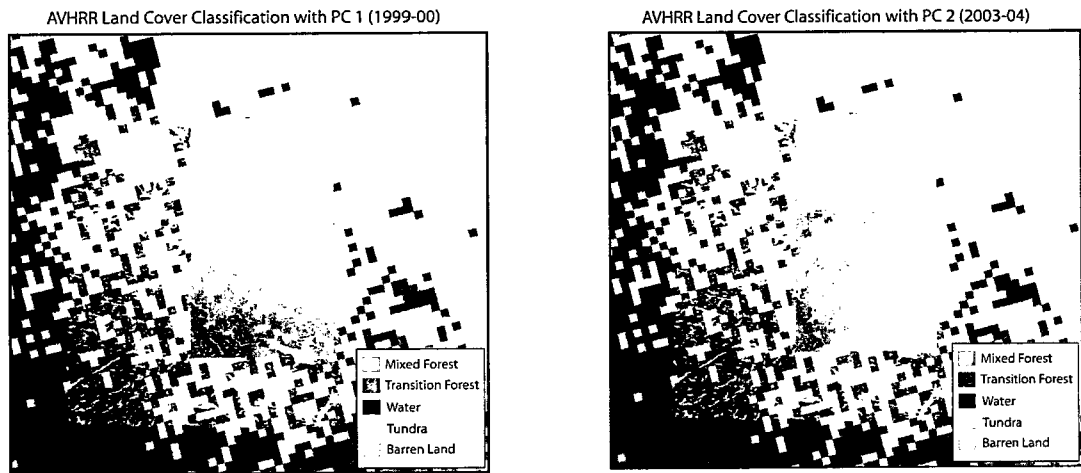 AVHRR Land Cover Classification with PC 1 (1999-00)
Mixed Forest
Transition Forest
Water
Tundra
Barren Land
AVHRR Land Cover Classification with PC 2 (2003-04)
Mixed Forest
Transition Forest
Water
Tundra
Barren Land